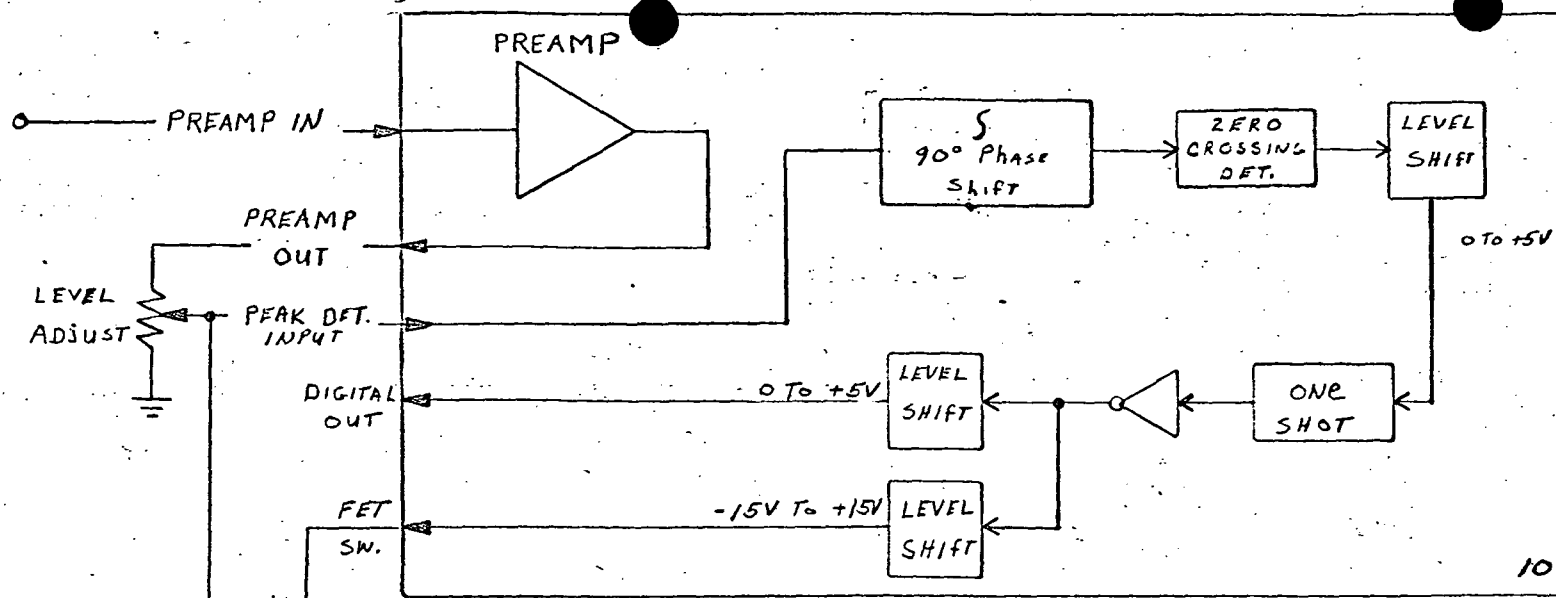 PREAMP
PREAMP IN
∫
90° Phase
Shift
ZERO
CROSSING
DET.
LEVEL
SHIFT
PREAMP
OUT
0 To +5V
LEVEL
ADJUST
PEAK DET.
INPUT
DIGITAL
OUT
0 To +5V
LEVEL
SHIFT
ONE
SHOT
FET
SW.
-15V To +15V
LEVEL
SHIFT
10